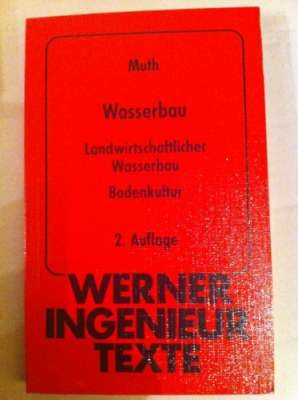 Muth
Wasserbau
Landwirtschaftlicher
Wasserbau
Bodenkultur
2. Auflage
WERNER
INGENIEUR
TEXTE